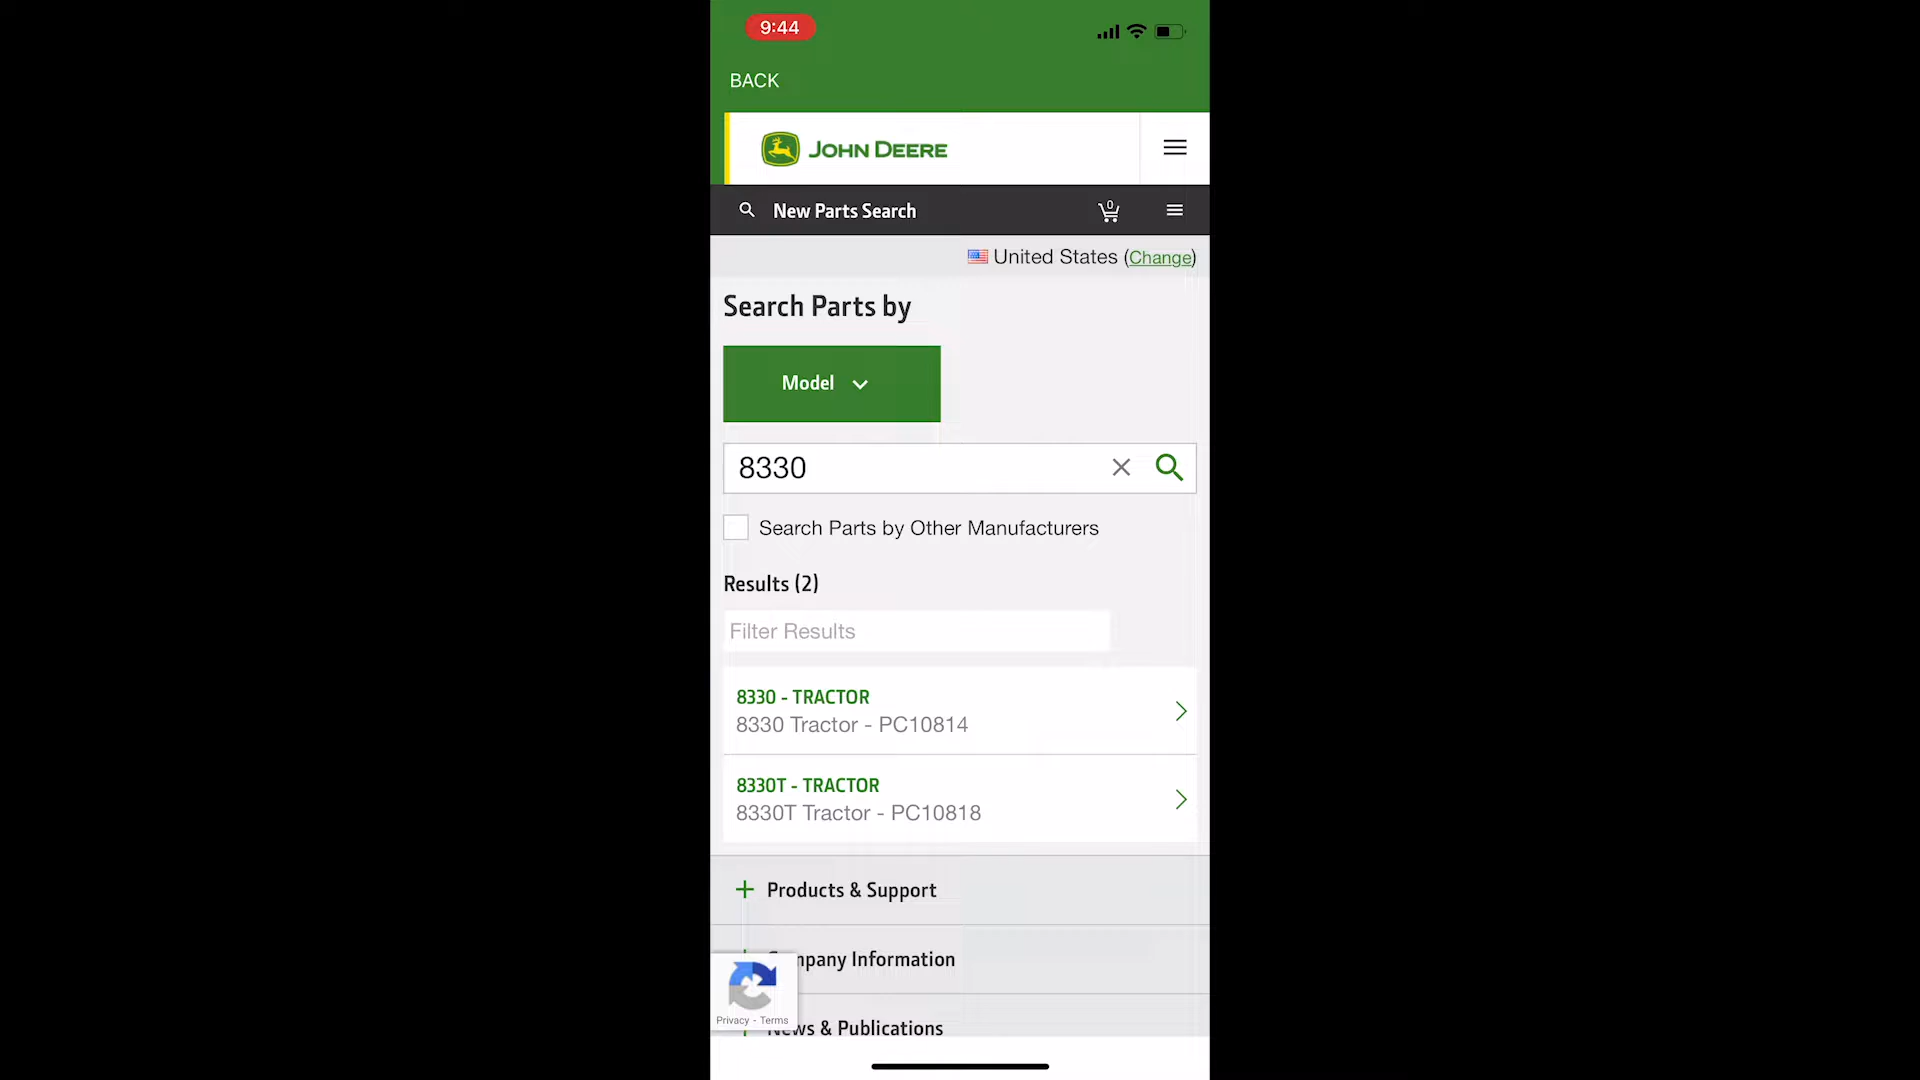 9:44
BACK
JOHN DEERE
New Parts Search
0
United States (Change)
Search Parts by
Model
8330
Search Parts by Other Manufacturers
Results (2)
Filter Results
8330 - TRACTOR
8330 Tractor - PC10814
8330T - TRACTOR
8330T Tractor - PC10818
Products & Support
mpany Information
News & Publications
Privacy - Terms